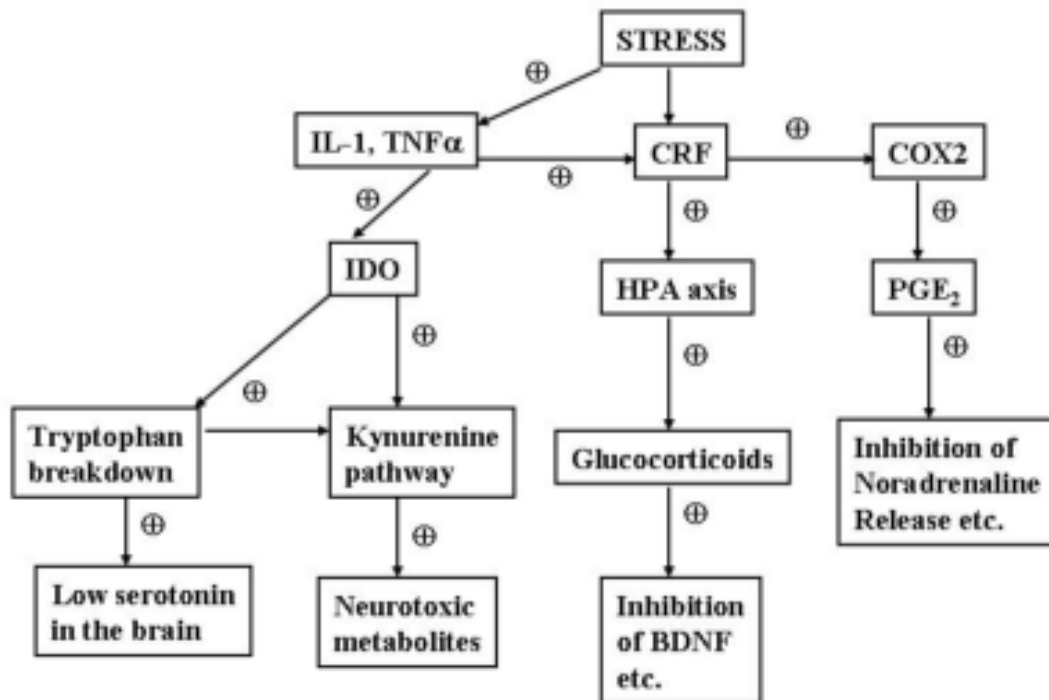 STRESS
⊕
IL-1, TNFα
⊕
CRF
⊕
COX2
⊕
⊕
⊕
IDO
HPA axis
PGE₂
⊕
⊕
⊕
⊕
Tryptophan
breakdown
Kynurenine
pathway
Glucocorticoids
Inhibition of
Noradrenaline
Release etc.
⊕
⊕
⊕
Low serotonin
in the brain
Neurotoxic
metabolites
Inhibition
of BDNF
etc.